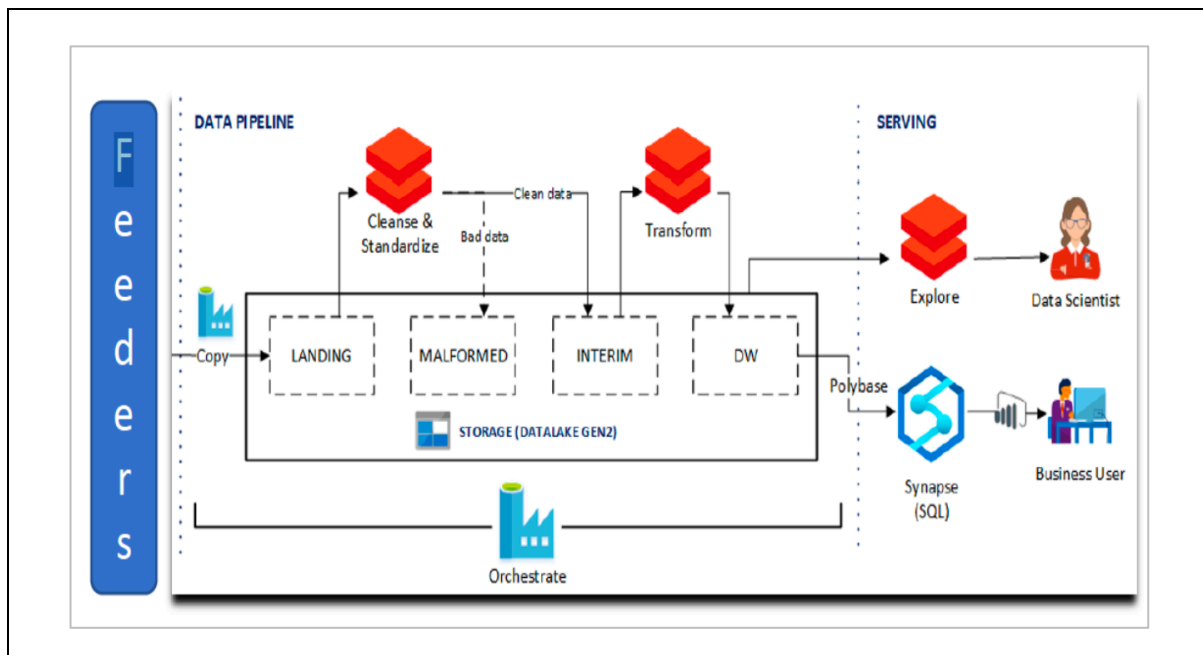 Feeders
DATA PIPELINE
SERVING
Cleanse &
Standardize
Clean data
Bad data
Transform
Explore
Data Scientist
Copy
LANDING
MALFORMED
INTERIM
DW
Polybase
STORAGE (DATALAKE GEN2)
Synapse
(SQL)
Business User
Orchestrate